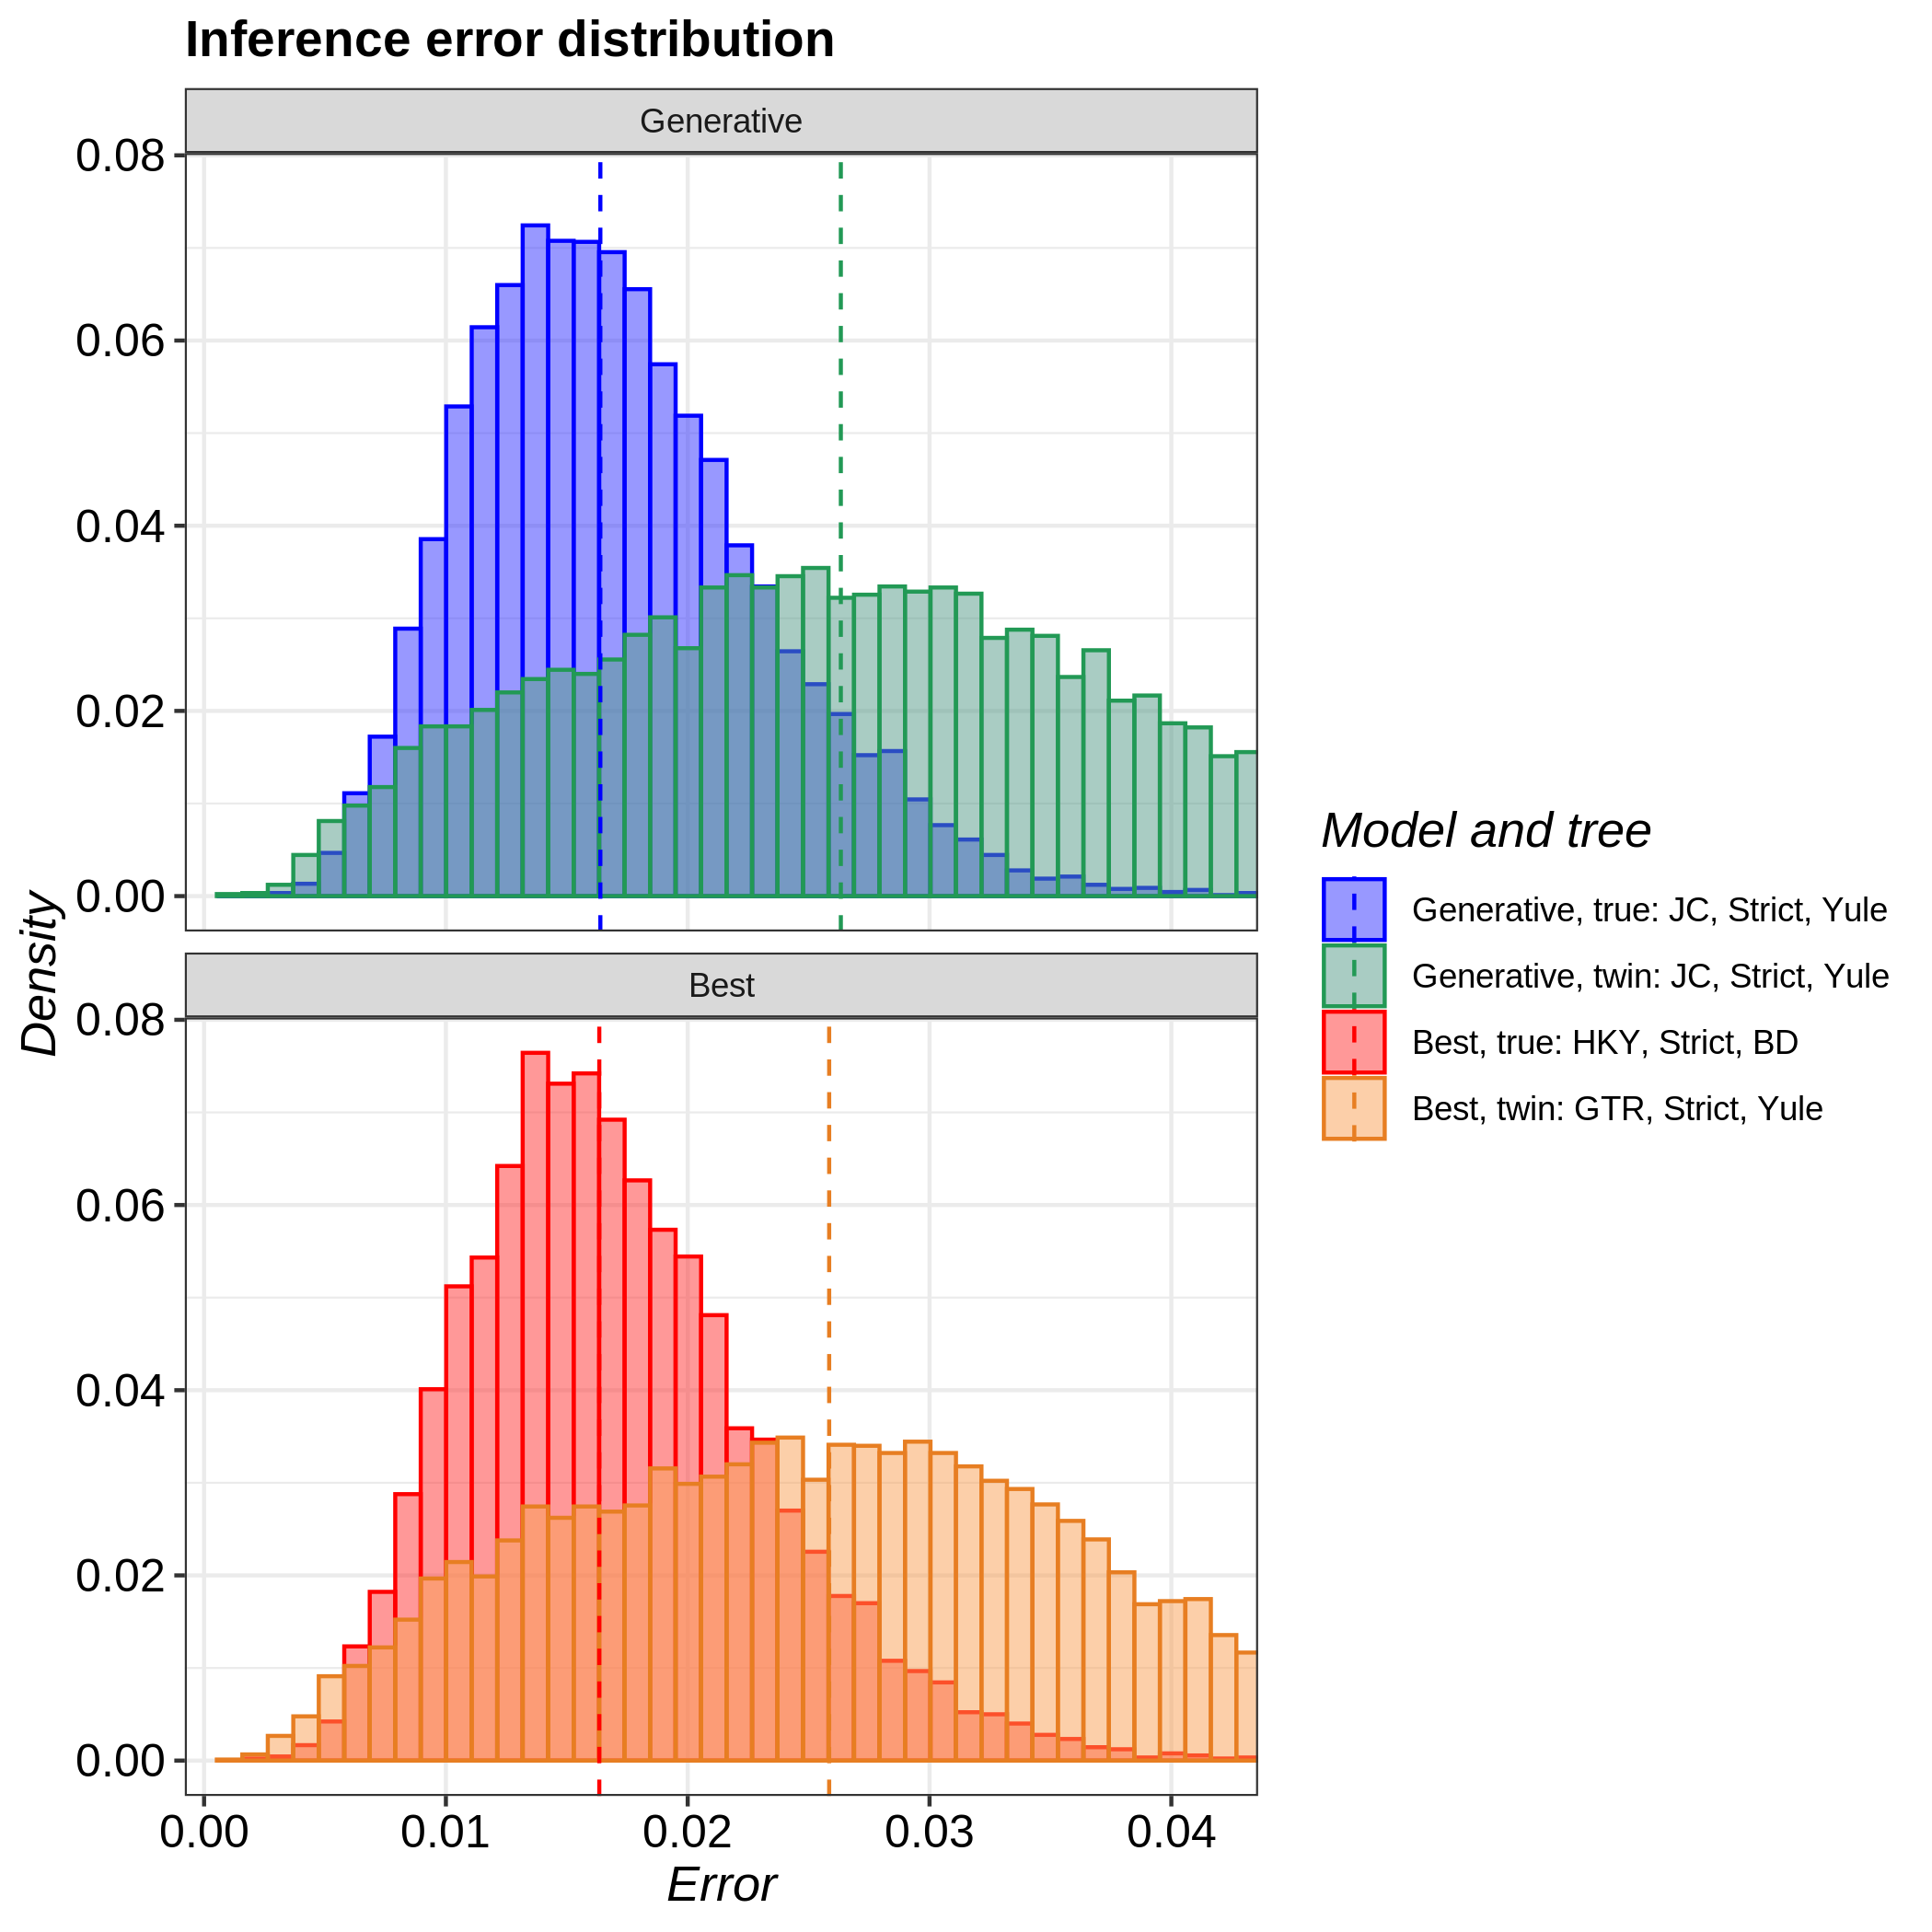 Inference error distribution
Generative
0.08
0.06
0.04
0.02
0.00
Density
Best
0.08
0.06
0.04
0.02
0.00
0.00 0.01 0.02 0.03 0.04
Error
Model and tree
Generative, true: JC, Strict, Yule
Generative, twin: JC, Strict, Yule
Best, true: HKY, Strict, BD
Best, twin: GTR, Strict, Yule